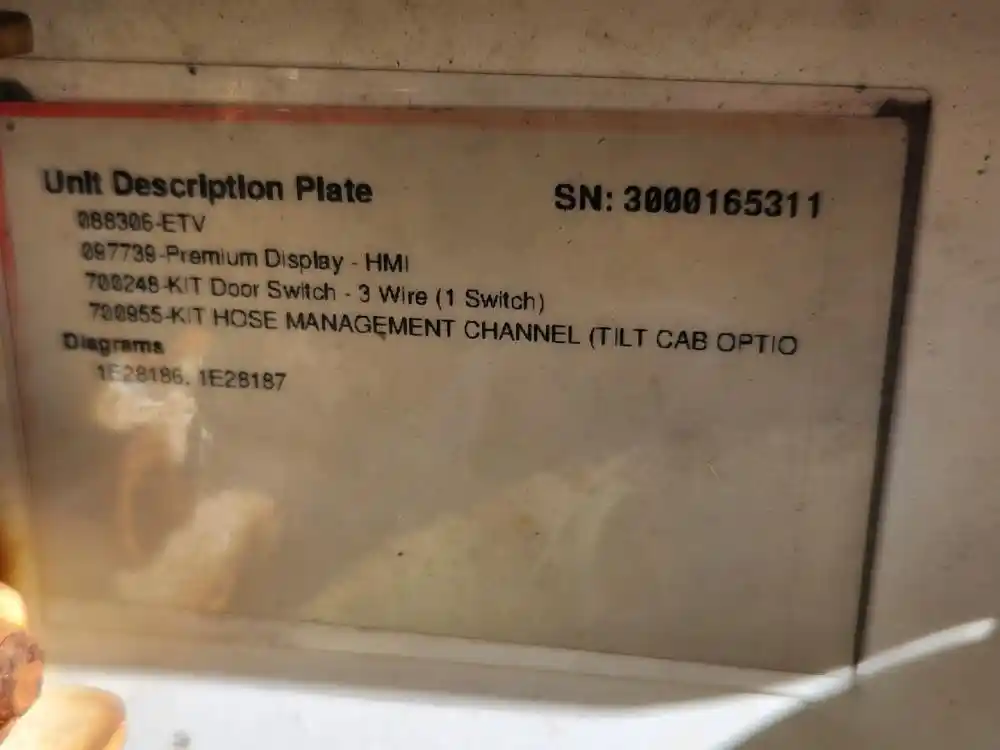 Unit Description Plate
SN: 3000165311
088306-ETV
097739-Premium Display - HMI
700248-KIT Door Switch - 3 Wire (1 Switch)
700955-KIT HOSE MANAGEMENT CHANNEL (TILT CAB OPTIO
Diagrams
1E28186, 1E28187